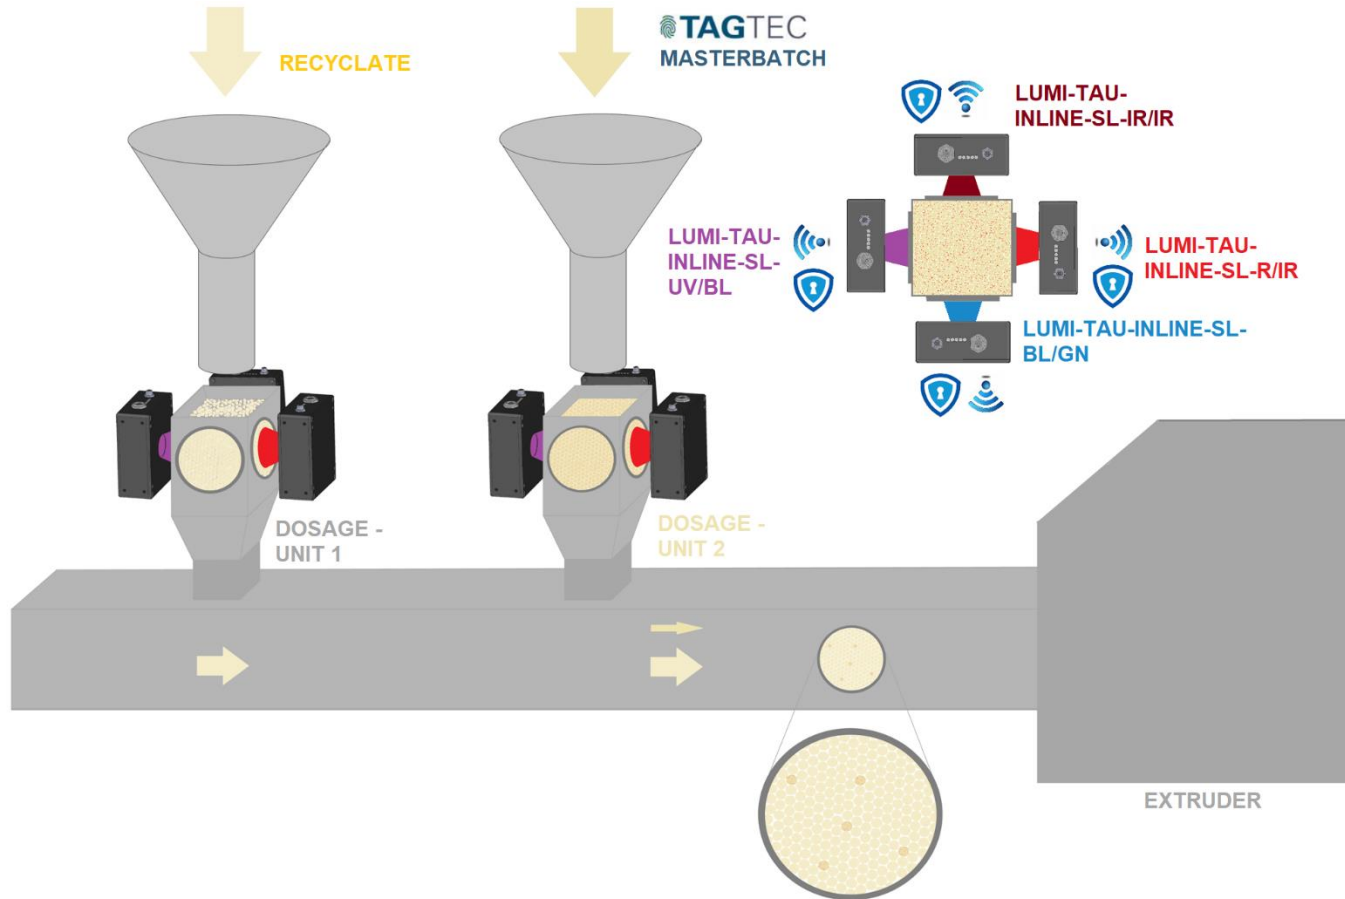 RECYCLATE
TAGTEC
MASTERBATCH
LUMI-TAU-
INLINE-SL-IR/IR
LUMI-TAU-
INLINE-SL-
UV/BL
LUMI-TAU-
INLINE-SL-R/IR
LUMI-TAU-INLINE-SL-
BL/GN
DOSAGE -
UNIT 1
DOSAGE -
UNIT 2
EXTRUDER